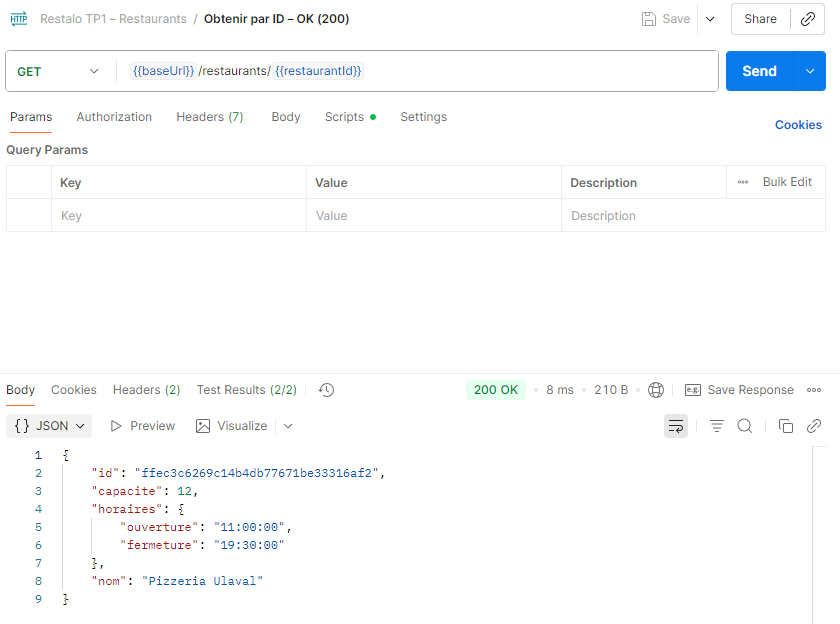 HTTP Restalo TP1 – Restaurants / Obtenir par ID – OK (200) Save Share
GET {{baseUrl}}/restaurants/{{restaurantId}} Send
Params Authorization Headers (7) Body Scripts Settings Cookies
Query Params
Key Value Description Bulk Edit
Key Value Description
Body Cookies Headers (2) Test Results (2/2) 200 OK 8 ms 210 B e.g. Save Response
{} JSON Preview Visualize
1 {
2 "id": "ffec3c6269c14b4db77671be33316af2",
3 "capacite": 12,
4 "horaires": {
5 "ouverture": "11:00:00",
6 "fermeture": "19:30:00"
7 },
8 "nom": "Pizzeria Ulaval"
9 }